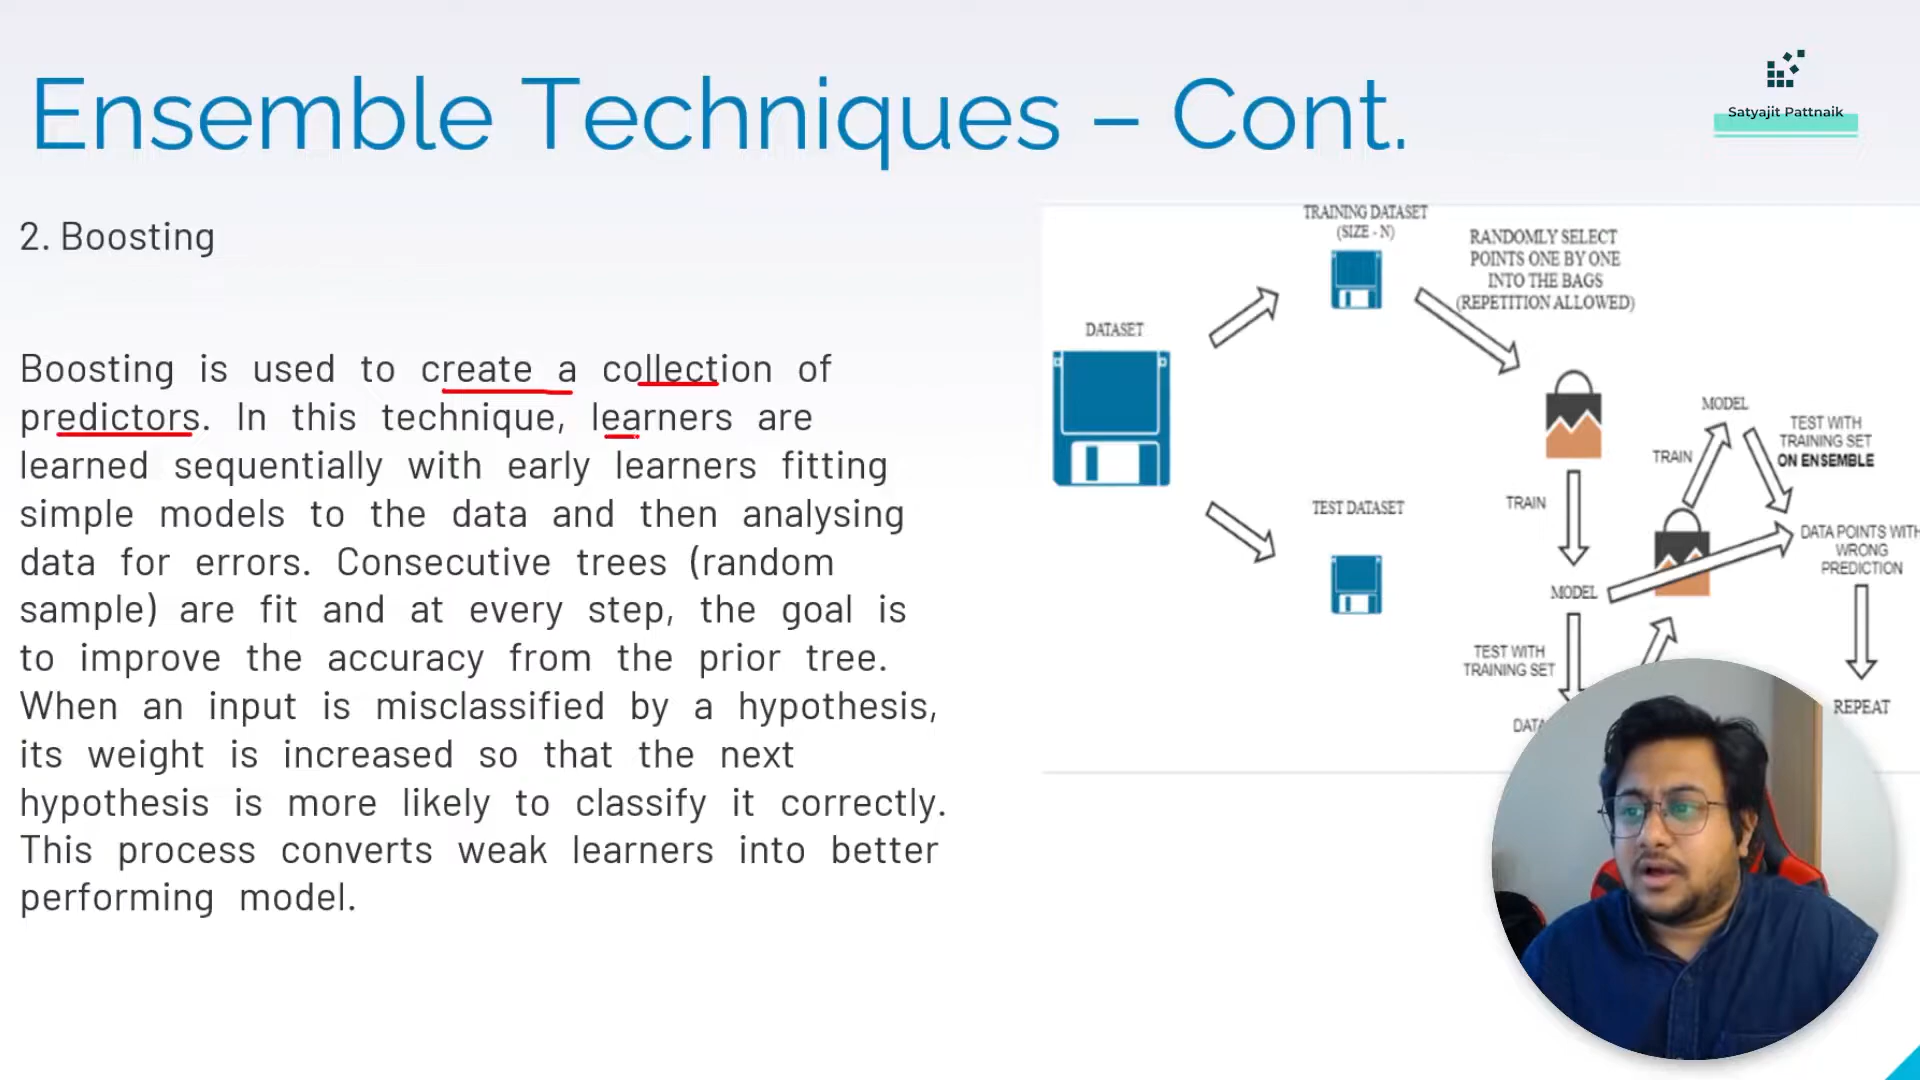 Ensemble Techniques – Cont.
Satyajit Pattnaik
2. Boosting
Boosting is used to create a collection of
predictors. In this technique, learners are
learned sequentially with early learners fitting
simple models to the data and then analysing
data for errors. Consecutive trees (random
sample) are fit and at every step, the goal is
to improve the accuracy from the prior tree.
When an input is misclassified by a hypothesis,
its weight is increased so that the next
hypothesis is more likely to classify it correctly.
This process converts weak learners into better
performing model.
TRAINING DATASET
(SIZE - N)
RANDOMLY SELECT
POINTS ONE BY ONE
INTO THE BAGS
(REPETITION ALLOWED)
DATASET
MODEL
TEST WITH
TRAINING SET
ON ENSEMBLE
TRAIN
TRAIN
TEST DATASET
DATA POINTS WITH
WRONG
PREDICTION
MODEL
TEST WITH
TRAINING SET
REPEAT